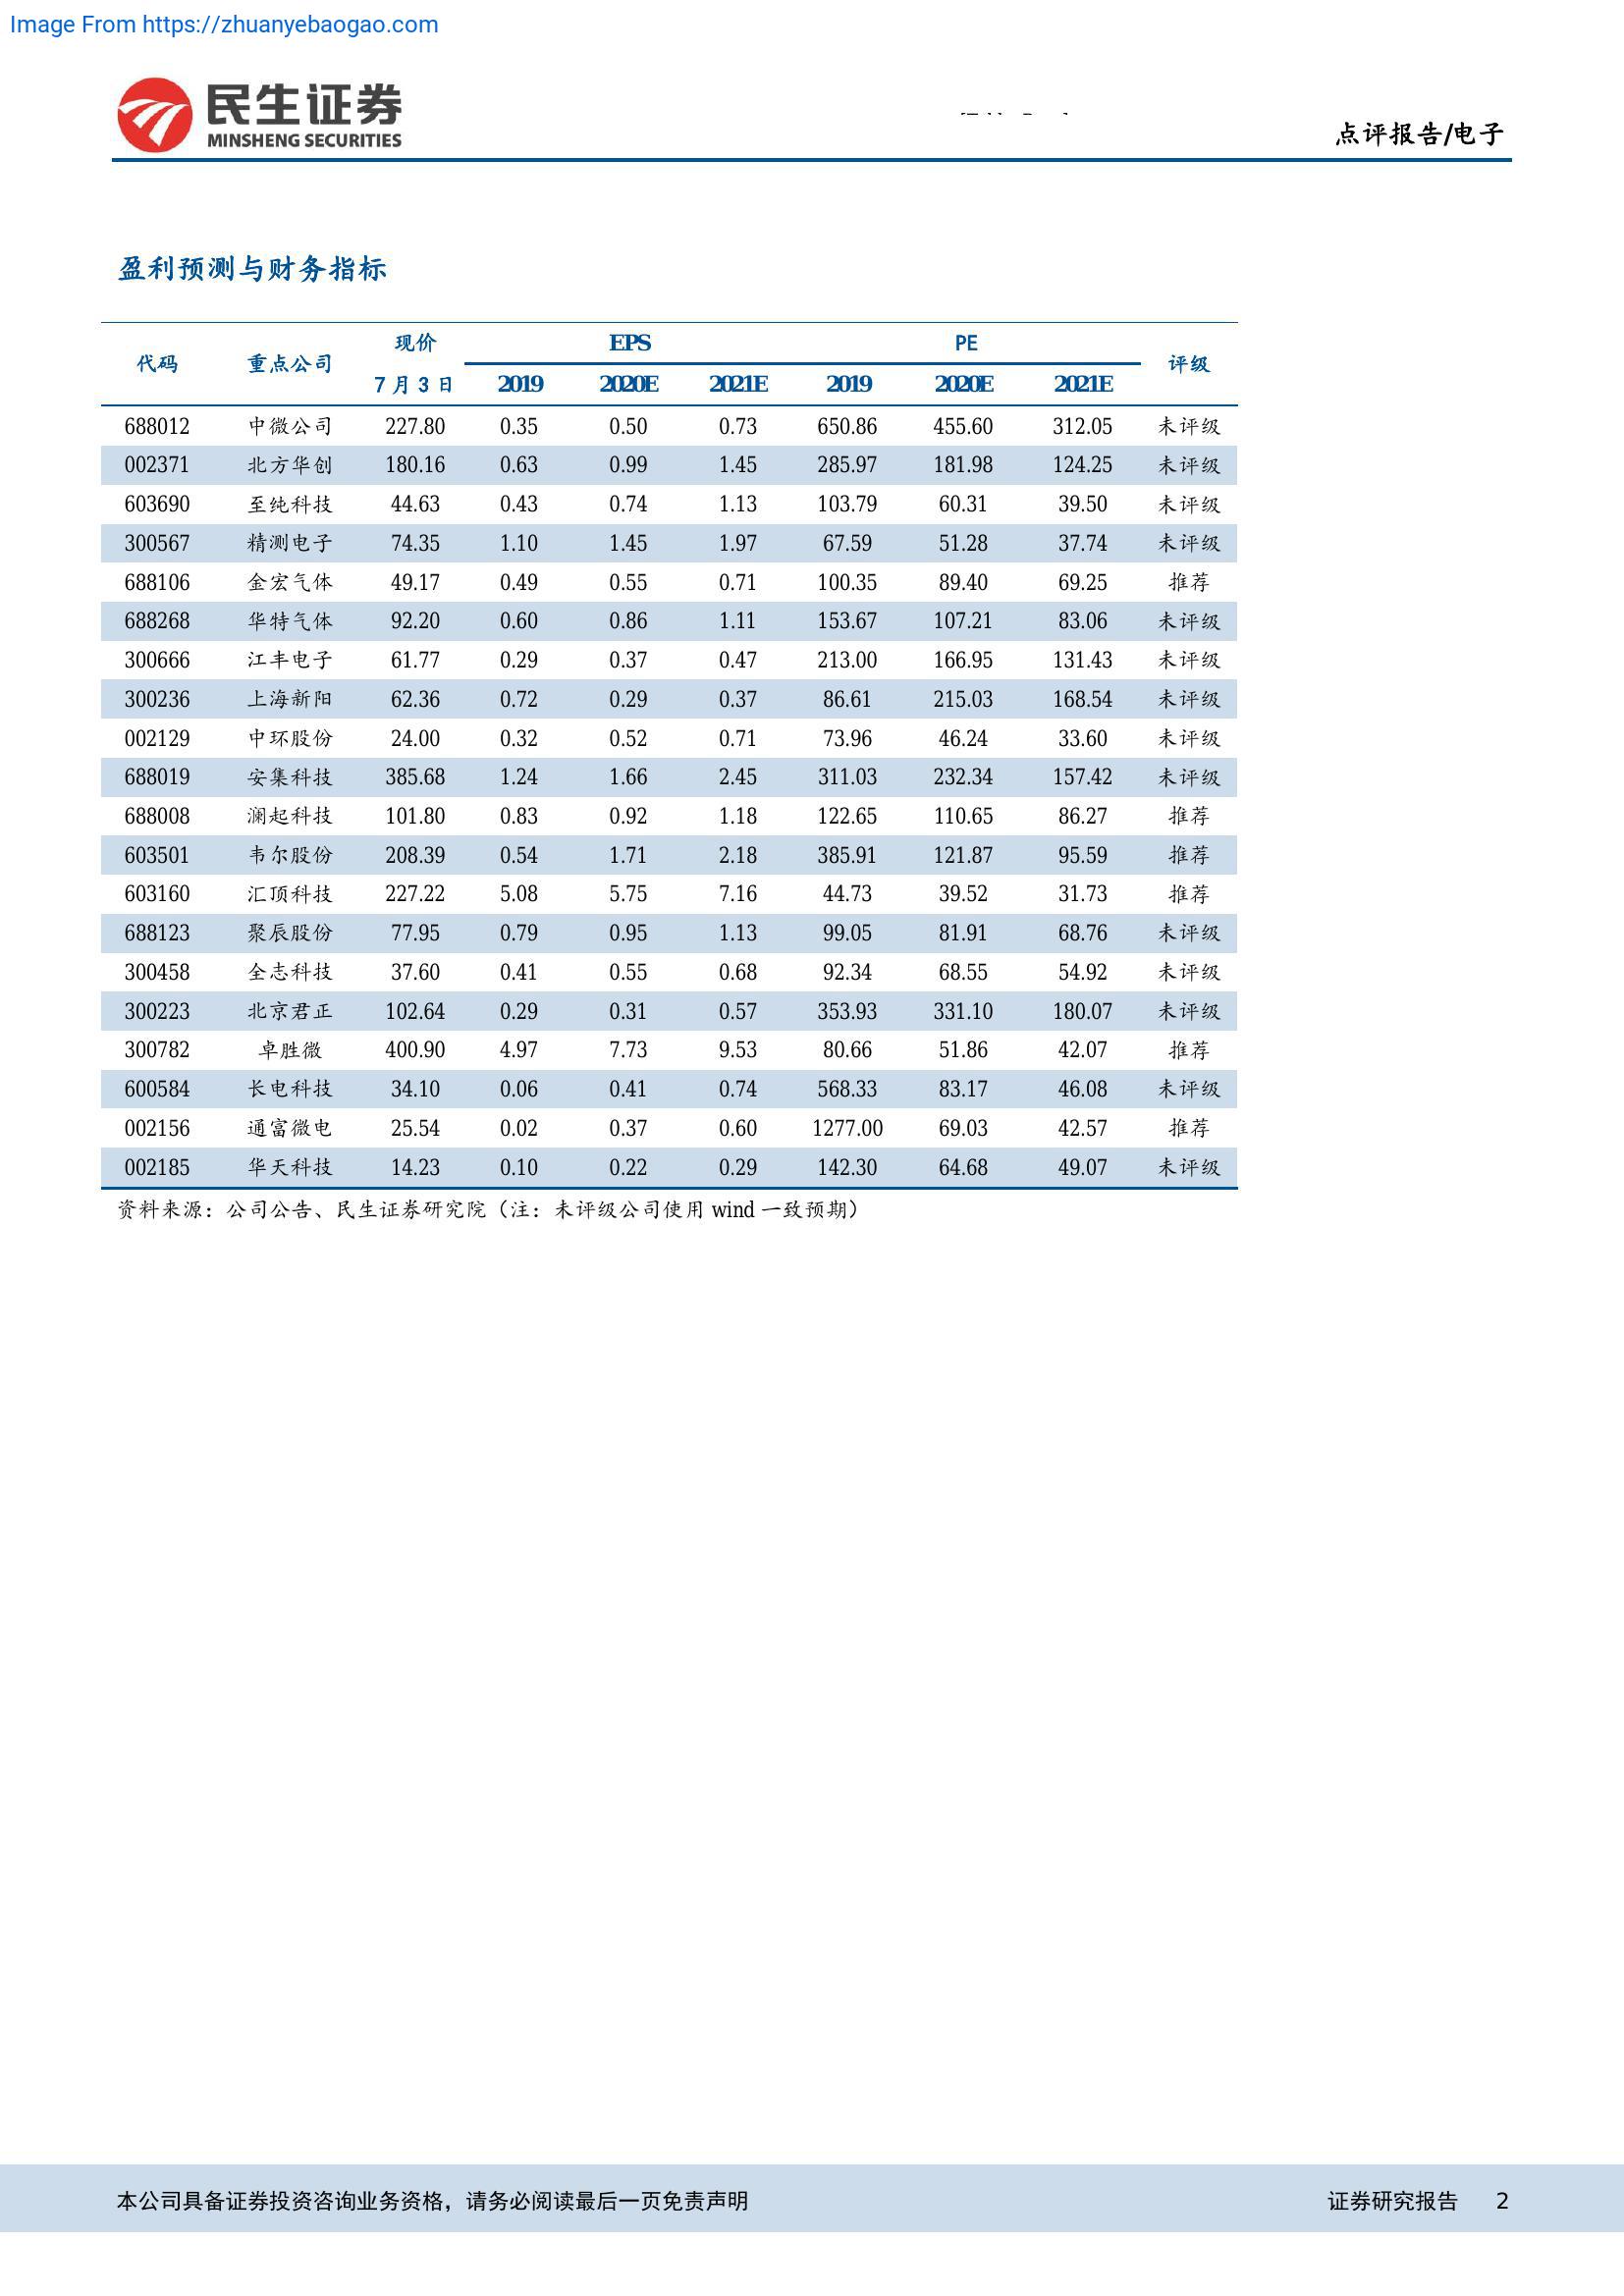 Image From https://zhuanyebaogao.com
民生证券
MINSHENG SECURITIES
点评报告/电子
盈利预测与财务指标
代码 重点公司 现价 EPS PE 评级
7 月 3 日 2019 2020E 2021E 2019 2020E 2021E
688012 中微公司 227.80 0.35 0.50 0.73 650.86 455.60 312.05 未评级
002371 北方华创 180.16 0.63 0.99 1.45 285.97 181.98 124.25 未评级
603690 至纯科技 44.63 0.43 0.74 1.13 103.79 60.31 39.50 未评级
300567 精测电子 74.35 1.10 1.45 1.97 67.59 51.28 37.74 未评级
688106 金宏气体 49.17 0.49 0.55 0.71 100.35 89.40 69.25 推荐
688268 华特气体 92.20 0.60 0.86 1.11 153.67 107.21 83.06 未评级
300666 江丰电子 61.77 0.29 0.37 0.47 213.00 166.95 131.43 未评级
300236 上海新阳 62.36 0.72 0.29 0.37 86.61 215.03 168.54 未评级
002129 中环股份 24.00 0.32 0.52 0.71 73.96 46.24 33.60 未评级
688019 安集科技 385.68 1.24 1.66 2.45 311.03 232.34 157.42 未评级
688008 澜起科技 101.80 0.83 0.92 1.18 122.65 110.65 86.27 推荐
603501 韦尔股份 208.39 0.54 1.71 2.18 385.91 121.87 95.59 推荐
603160 汇顶科技 227.22 5.08 5.75 7.16 44.73 39.52 31.73 推荐
688123 聚辰股份 77.95 0.79 0.95 1.13 99.05 81.91 68.76 未评级
300458 全志科技 37.60 0.41 0.55 0.68 92.34 68.55 54.92 未评级
300223 北京君正 102.64 0.29 0.31 0.57 353.93 331.10 180.07 未评级
300782 卓胜微 400.90 4.97 7.73 9.53 80.66 51.86 42.07 推荐
600584 长电科技 34.10 0.06 0.41 0.74 568.33 83.17 46.08 未评级
002156 通富微电 25.54 0.02 0.37 0.60 1277.00 69.03 42.57 推荐
002185 华天科技 14.23 0.10 0.22 0.29 142.30 64.68 49.07 未评级
资料来源：公司公告、民生证券研究院（注：未评级公司使用 wind 一致预期）
本公司具备证券投资咨询业务资格，请务必阅读最后一页免责声明 证券研究报告 2